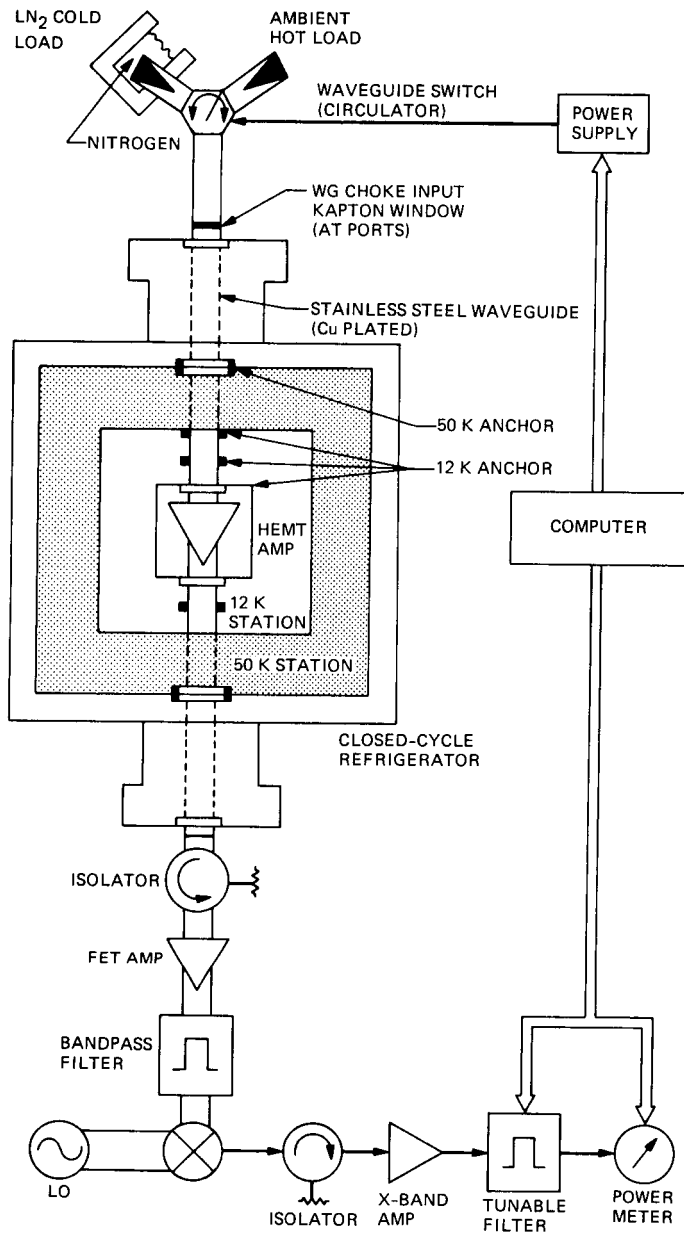 LN2 COLD
LOAD
AMBIENT
HOT LOAD
NITROGEN
WAVEGUIDE SWITCH
(CIRCULATOR)
POWER
SUPPLY
WG CHOKE INPUT
KAPTON WINDOW
(AT PORTS)
STAINLESS STEEL WAVEGUIDE
(Cu PLATED)
50 K ANCHOR
12 K ANCHOR
HEMT
AMP
COMPUTER
12 K
STATION
50 K STATION
CLOSED-CYCLE
REFRIGERATOR
ISOLATOR
FET AMP
BANDPASS
FILTER
LO
ISOLATOR
X-BAND
AMP
TUNABLE
FILTER
POWER
METER